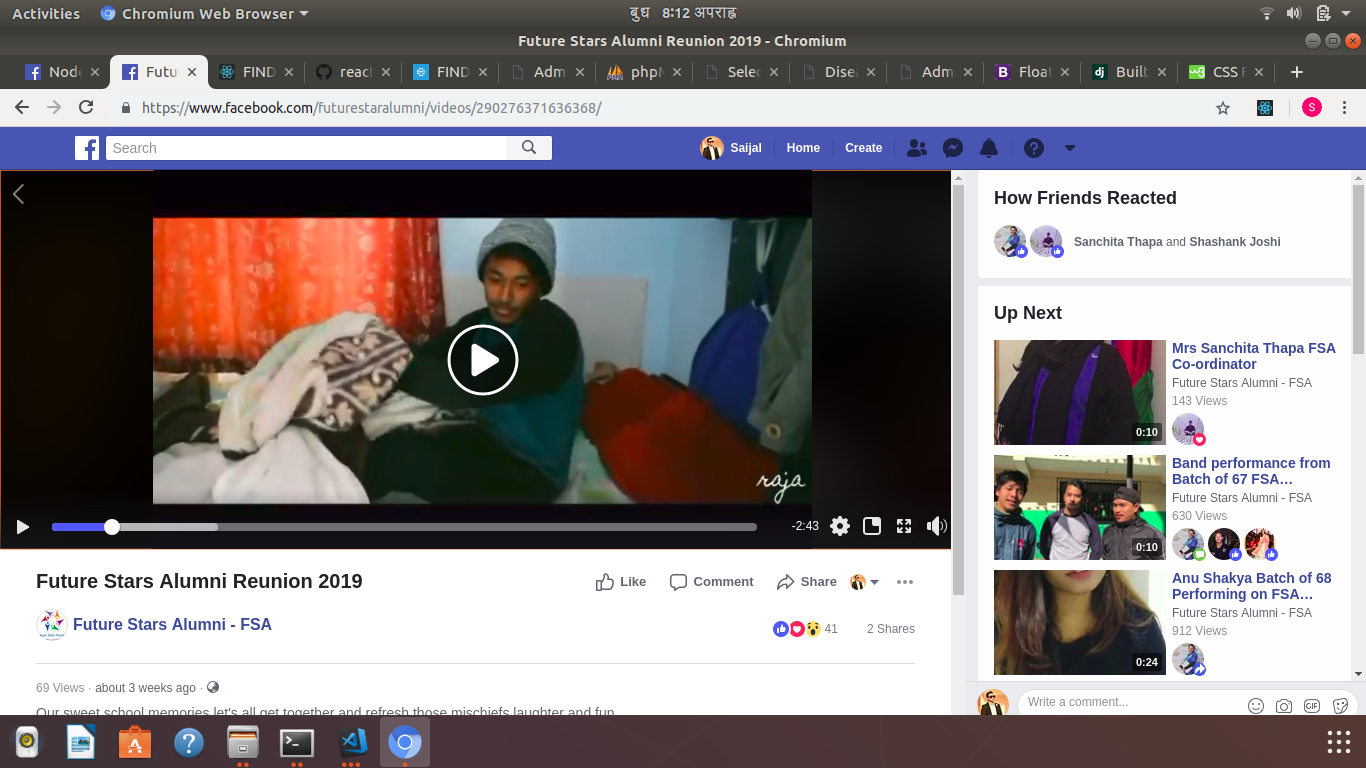 Activities Chromium Web Browser बुध 8:12 अपराह्न
Future Stars Alumni Reunion 2019 - Chromium
Node Futu FIND react FIND Adm phpM Selec Disea Adm Float Built CSS F
https://www.facebook.com/futurestaralumni/videos/290276371636368/ S
Search Saijal Home Create
raja
-2:43
Future Stars Alumni Reunion 2019 Like Comment Share
Future Stars Alumni - FSA 41 2 Shares
69 Views · about 3 weeks ago ·
Our sweet school memories let's all get together and refresh those mischiefs laughter and fun
How Friends Reacted
Sanchita Thapa and Shashank Joshi
Up Next
Mrs Sanchita Thapa FSA
Co-ordinator
Future Stars Alumni - FSA
143 Views
0:10
Band performance from
Batch of 67 FSA…
Future Stars Alumni - FSA
630 Views
0:10
Anu Shakya Batch of 68
Performing on FSA…
Future Stars Alumni - FSA
912 Views
0:24
Write a comment...
GIF